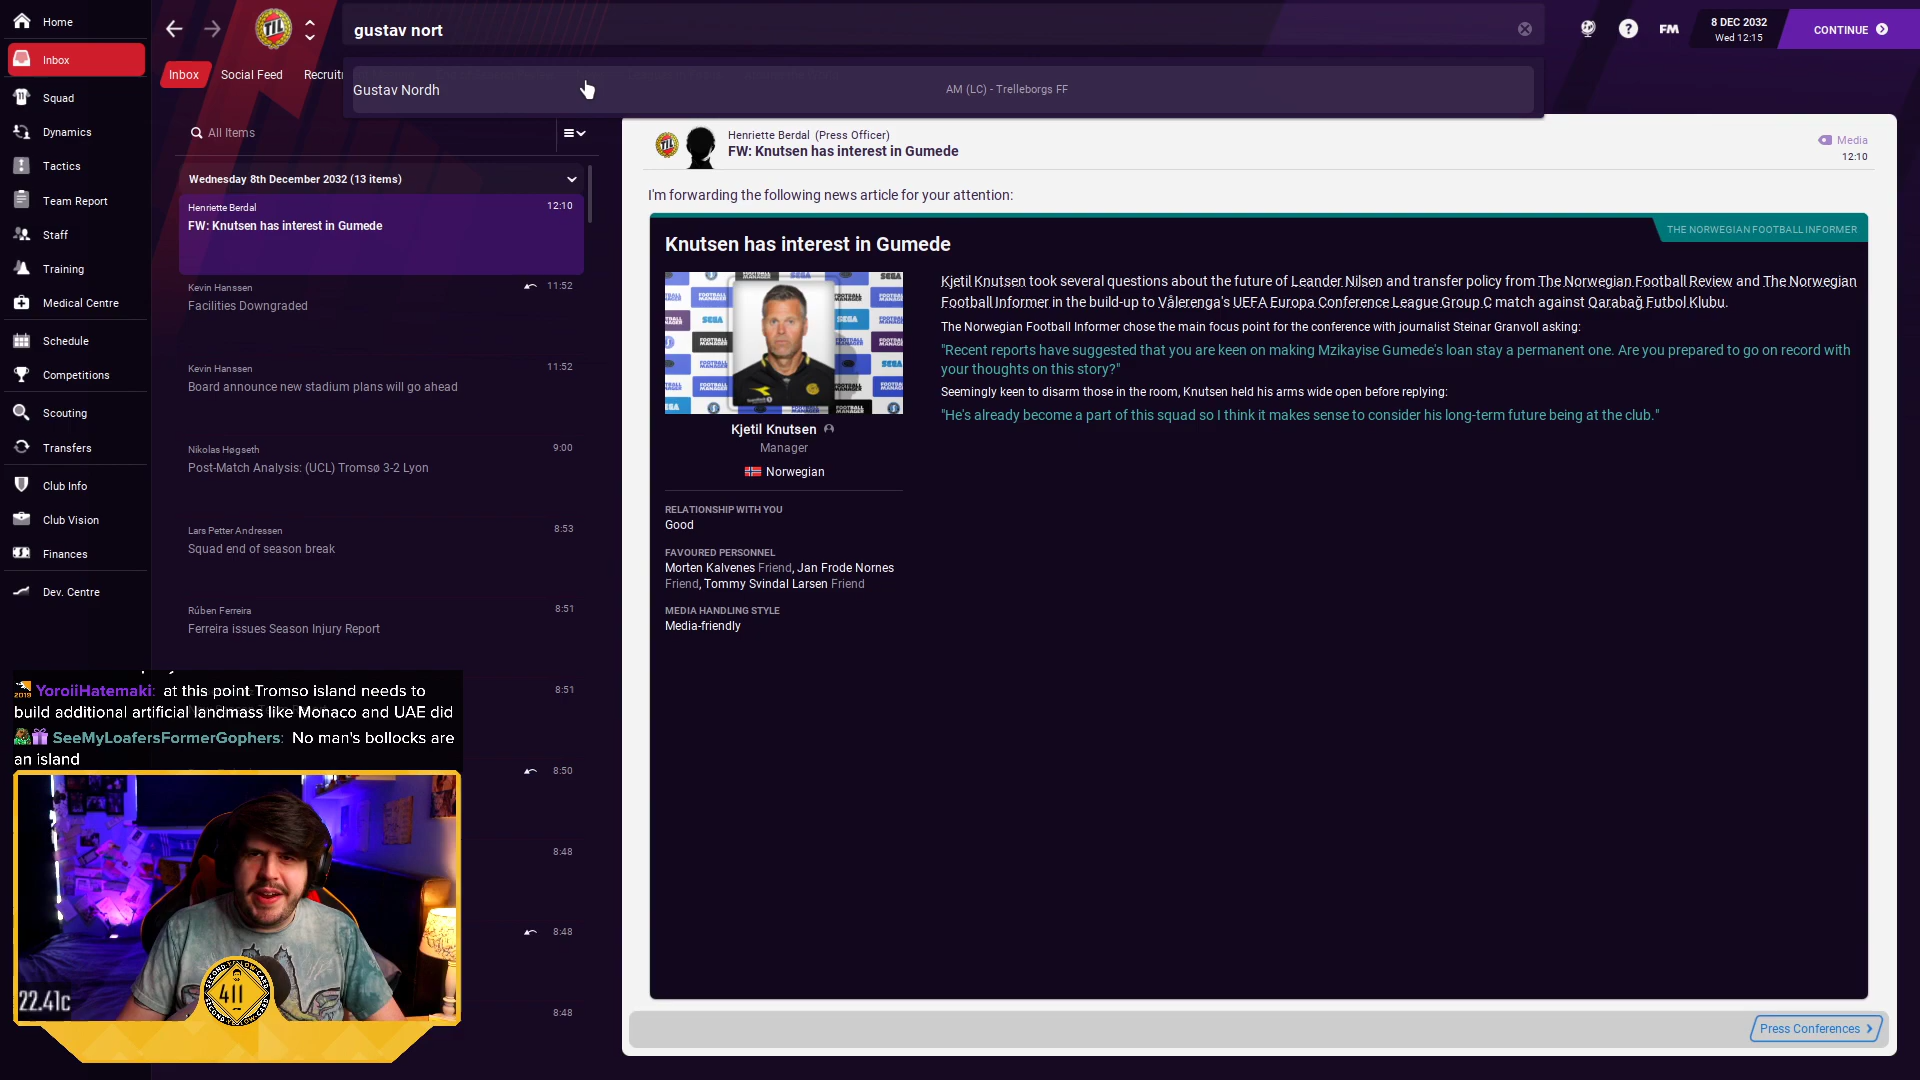 Home
Inbox
Squad
Dynamics
Tactics
Team Report
Staff
Training
Medical Centre
Schedule
Competitions
Scouting
Transfers
Club Info
Club Vision
Finances
Dev. Centre
gustav nort
FM
8 DEC 2032
Wed 12:15
CONTINUE
Inbox
Social Feed
Recruit
Gustav Nordh
AM (LC) - Trelleborgs FF
All Items
Wednesday 8th December 2032 (13 items)
Henriette Berdal
12:10
FW: Knutsen has interest in Gumede
Kevin Hanssen
11:52
Facilities Downgraded
Kevin Hanssen
11:52
Board announce new stadium plans will go ahead
Nikolas Høgseth
9:00
Post-Match Analysis: (UCL) Tromsø 3-2 Lyon
Lars Petter Andressen
8:53
Squad end of season break
Rúben Ferreira
8:51
Ferreira issues Season Injury Report
8:51
8:50
8:48
8:48
8:48
Henriette Berdal (Press Officer)
FW: Knutsen has interest in Gumede
Media
12:10
I'm forwarding the following news article for your attention:
THE NORWEGIAN FOOTBALL INFORMER
Knutsen has interest in Gumede
Kjetil Knutsen
Manager
Norwegian
RELATIONSHIP WITH YOU
Good
FAVOURED PERSONNEL
Morten Kalvenes Friend, Jan Frode Nornes
Friend, Tommy Svindal Larsen Friend
MEDIA HANDLING STYLE
Media-friendly
Kjetil Knutsen took several questions about the future of Leander Nilsen and transfer policy from The Norwegian Football Review and The Norwegian
Football Informer in the build-up to Vålerenga's UEFA Europa Conference League Group C match against Qarabağ Futbol Klubu.
The Norwegian Football Informer chose the main focus point for the conference with journalist Steinar Granvoll asking:
"Recent reports have suggested that you are keen on making Mzikayise Gumede's loan stay a permanent one. Are you prepared to go on record with
your thoughts on this story?"
Seemingly keen to disarm those in the room, Knutsen held his arms wide open before replying:
"He's already become a part of this squad so I think it makes sense to consider his long-term future being at the club."
Press Conferences
YoroiiHatemaki: at this point Tromso island needs to
build additional artificial landmass like Monaco and UAE did
SeeMyLoafersFormerGophers: No man's bollocks are
an island
22.41c
SECOND YELLOW CARD
411